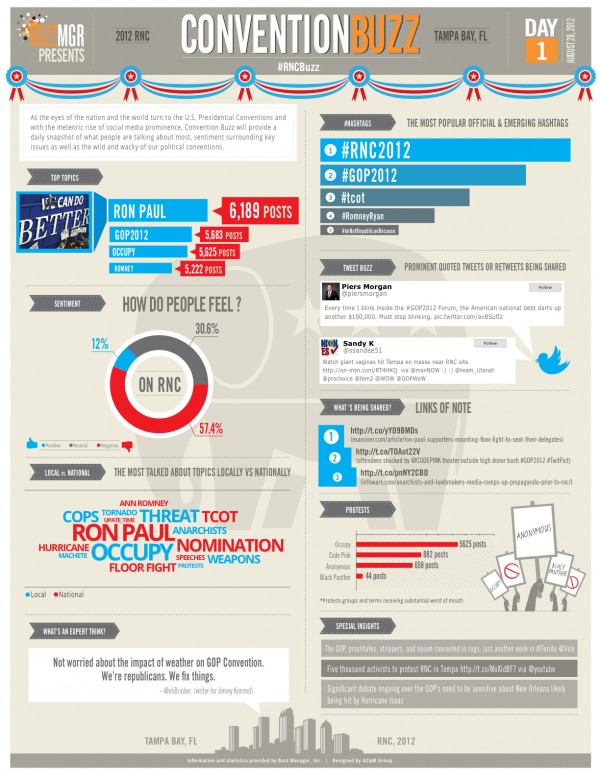 BUZZMGR
PRESENTS
2012 RNC
CONVENTIONBUZZ
#RNCBuzz
TAMPA BAY, FL
DAY
1
AUGUST 28, 2012
As the eyes of the nation and the world turn to the U.S. Presidential Conventions and
with the meteoric rise of social media prominence, Convention Buzz will provide a
daily snapshot of what people are talking about most, sentiment surrounding key
issues as well as the wild and wacky of our political conventions.
TOP TOPICS
WE CAN DO
BETTER
RON PAUL 6,189 POSTS
GOP2012 5,683 POSTS
OCCUPY 5,625 POSTS
ROMNEY 5,222 POSTS
SENTIMENT
HOW DO PEOPLE FEEL ?
12%
30.6%
ON RNC
57.4%
Positive Neutral Negative
LOCAL vs. NATIONAL
THE MOST TALKED ABOUT TOPICS LOCALLY VS NATIONALLY
ANN ROMNEY
COPS TORNADO THREAT TCOT
UPATE_TIME
RON PAUL ANARCHISTS
HURRICANE OCCUPY NOMINATION
MACHETE SPEECHES WEAPONS
FLOOR FIGHT PROTESTS
Local National
WHAT'S AN EXPERT THINK?
Not worried about the impact of weather on GOP Convention.
We're republicans. We fix things.
- @eliBraden (writer for Jimmy Kimmel)
#HASHTAGS
THE MOST POPULAR OFFICIAL & EMERGING HASHTAGS
1 #RNC2012
2 #GOP2012
3 #tcot
4 #RomneyRyan
5 #ImNotRepublicanBecause
TWEET BUZZ
PROMINENT QUOTED TWEETS OR RETWEETS BEING SHARED
Piers Morgan
@piersmorgan
Follow
Every time I blink inside the #GOP2012 Forum, the American national debt darts up
another $100,000. Must stop blinking.
Sandy K
@ssandee51
Follow
Watch giant smugglies hit Tampa en masse near RNC site
http://on-msn.com/RT4HKQ via @msnNOW :) :) @team_Uterati
@prochoice @fem2 @WOW @GOPWoW
WHAT'S BEING SHARED?
LINKS OF NOTE
1 http://t.co/yYD9BMDs
(examiner.com/article/ron-paul-supporters-mounting-floor-fight-to-seat-their-delegates)
2 http://t.co/TOAot22V
(attendees shocked by @CODEPINK theater outside high donor bash #GOP2012 #TwitPict)
3 http://t.co/pnNY2CBO
(infowars.com/anarchists-and-lawbreakers-media-ramps-up-propaganda-prior-to-rnc/)
PROTESTS
Occupy 5625 posts
Code Pink 882 posts
Anonymous 658 posts
Black Panther 44 posts
ANONYMOUS
OCCUPY
BLACK
PANTHER
*Protests groups and terms receiving substantial word of mouth
SPECIAL INSIGHTS
The GOP, prostitutes, strippers, and opium concealed in rugs: just another week in #Florida @Vice
Five thousand activists to protest RNC in Tampa http://t.co/MoXIdBF7 via @youtube
Significant debate ongoing over the GOP's need to be sensitive about New Orleans likely
being hit by Hurricane Isaac
TAMPA BAY, FL
RNC, 2012
Information and statistics provided by Buzz Manager, Inc. | Designed by AC&M Group